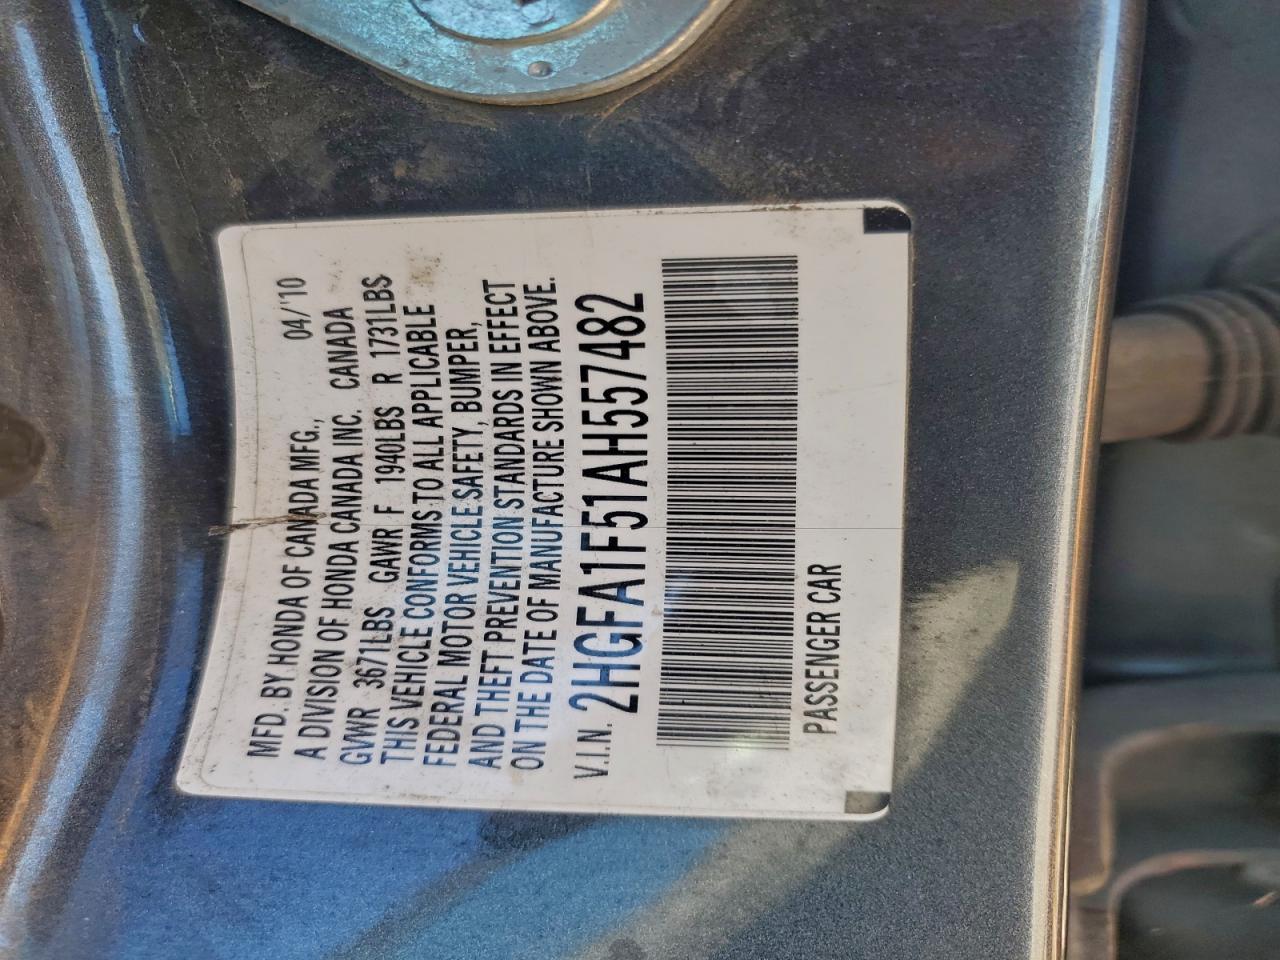 MFD. BY HONDA OF CANADA MFG., 04/'10
A DIVISION OF HONDA CANADA INC. CANADA
GVWR 3671LBS GAWR F 1940LBS R 1731LBS
THIS VEHICLE CONFORMS TO ALL APPLICABLE
FEDERAL MOTOR VEHICLE SAFETY, BUMPER,
AND THEFT PREVENTION STANDARDS IN EFFECT
ON THE DATE OF MANUFACTURE SHOWN ABOVE.
V.I.N. 2HGFA1F51AH557482
PASSENGER CAR